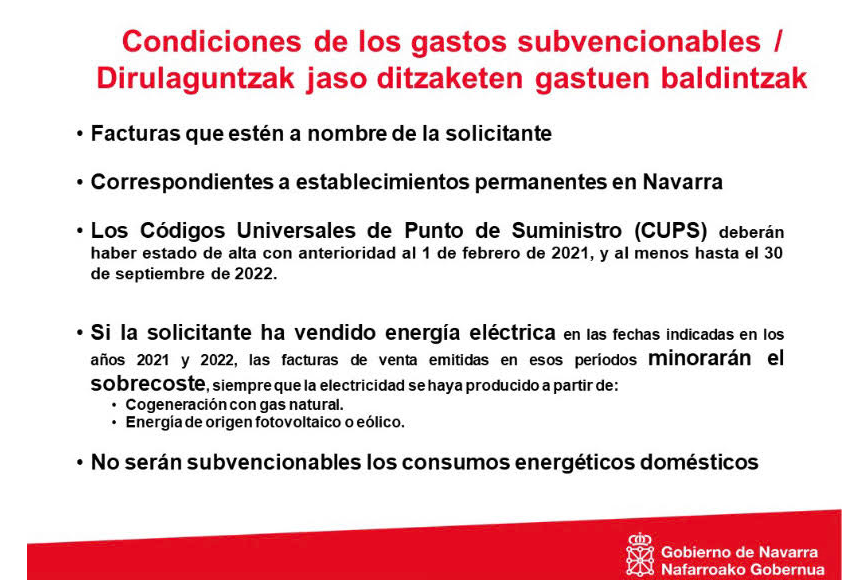 Condiciones de los gastos subvencionables /
Dirulaguntzak jaso ditzaketen gastuen baldintzak
• Facturas que estén a nombre de la solicitante
• Correspondientes a establecimientos permanentes en Navarra
• Los Códigos Universales de Punto de Suministro (CUPS) deberán
haber estado de alta con anterioridad al 1 de febrero de 2021, y al menos hasta el 30
de septiembre de 2022.
• Si la solicitante ha vendido energía eléctrica en las fechas indicadas en los
años 2021 y 2022, las facturas de venta emitidas en esos períodos minorarán el
sobrecoste, siempre que la electricidad se haya producido a partir de:
• Cogeneración con gas natural.
• Energía de origen fotovoltaico o eólico.
• No serán subvencionables los consumos energéticos domésticos
Gobierno de Navarra
Nafarroako Gobernua